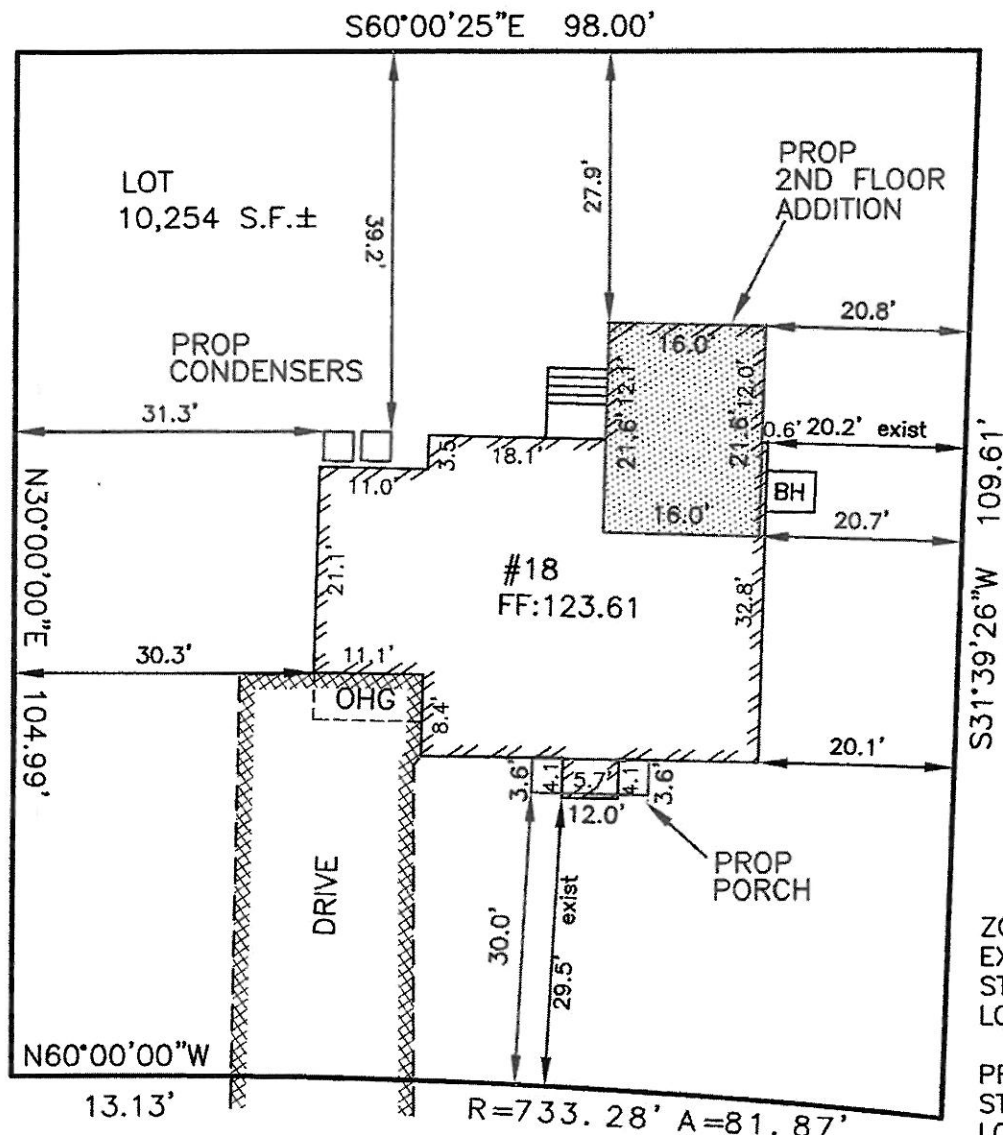 S60°00'25"E 98.00'
LOT
10,254 S.F.±
39.2'
27.9'
PROP
2ND FLOOR
ADDITION
PROP
CONDENSERS
31.3'
20.8'
16.0'
12.1'
21.6'
12.0'
21.6'
0.6'
20.2' exist
3.5
18.1'
11.0'
BH
16.0'
20.7'
N30°00'00"E 104.99'
S31°39'26"W 109.61'
21.1'
#18
FF:123.61
32.8'
30.3'
11.1'
OHG
8.4'
20.1'
3.6'
4.1
5.7'
4.1
3.6'
12.0'
PROP
PORCH
DRIVE
30.0'
29.5' exist
ZO
EX
ST
LO
N60°00'00"W
13.13'
R=733.28' A=81.87'
ST